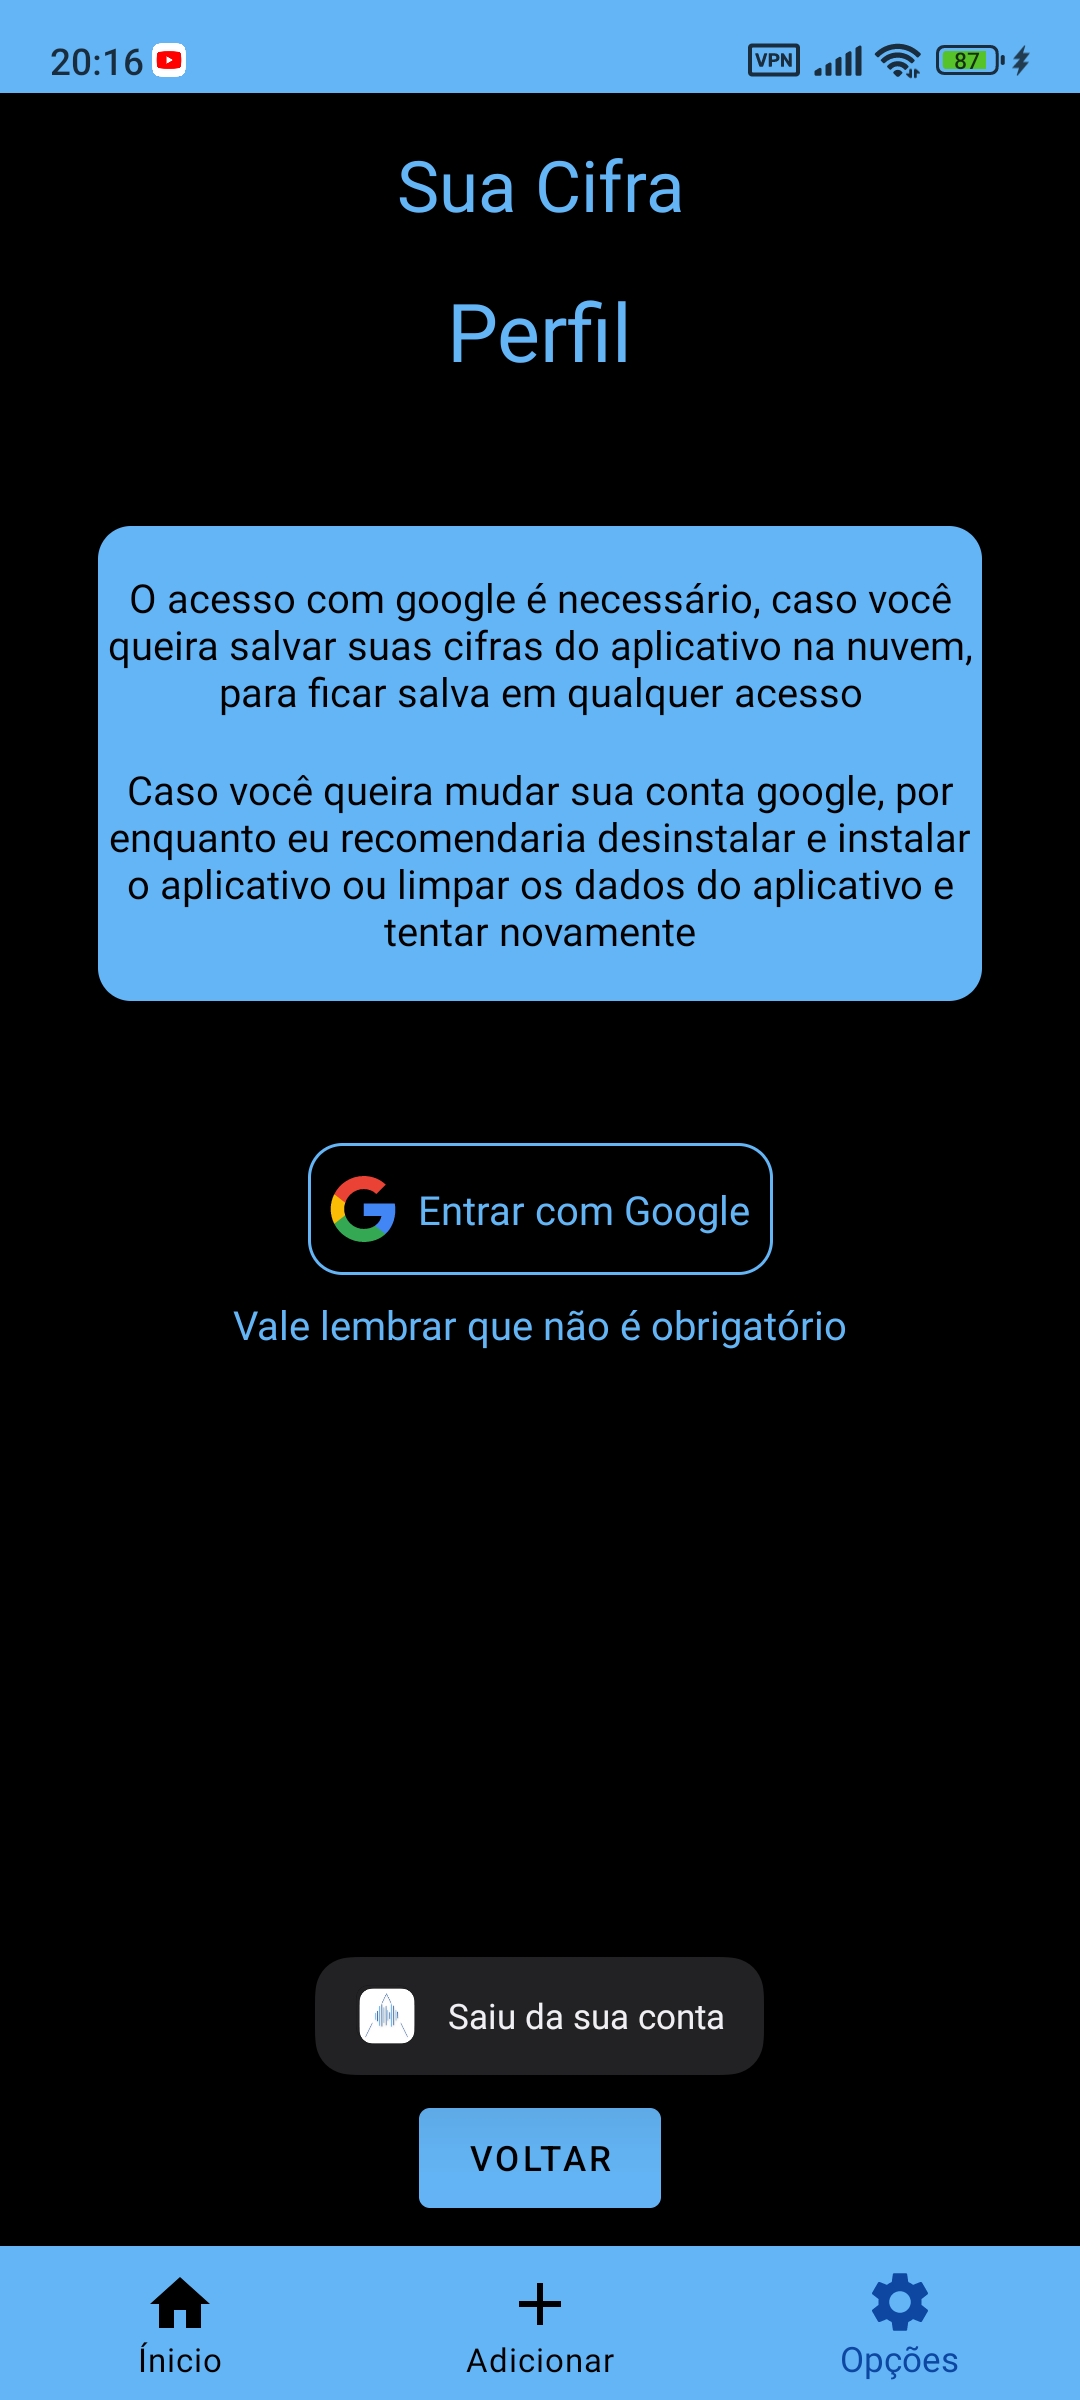 20:16
VPN
87
Sua Cifra
Perfil
O acesso com google é necessário, caso você
queira salvar suas cifras do aplicativo na nuvem,
para ficar salva em qualquer acesso
Caso você queira mudar sua conta google, por
enquanto eu recomendaria desinstalar e instalar
o aplicativo ou limpar os dados do aplicativo e
tentar novamente
Entrar com Google
Vale lembrar que não é obrigatório
Saiu da sua conta
VOLTAR
Ínicio
Adicionar
Opções